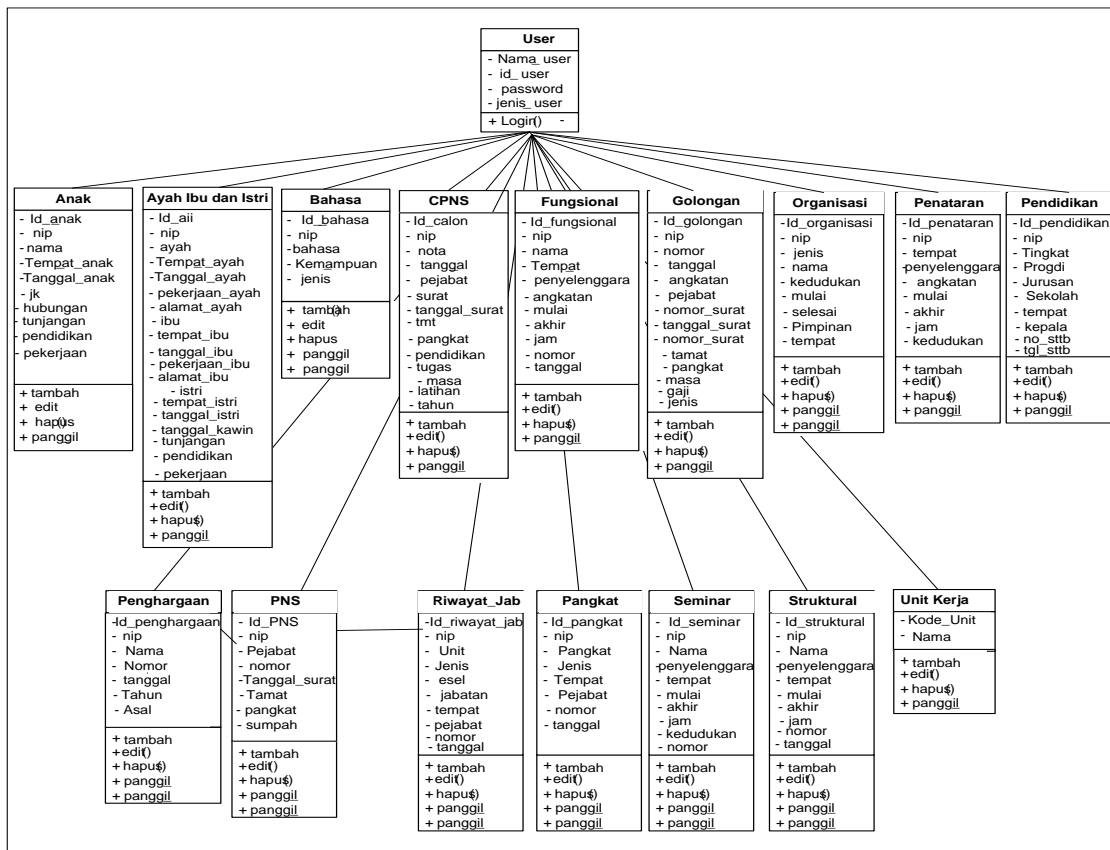 User
- Nama_user
- id_user
- password
- jenis_user
+ Login() -
Anak
- Id_anak
- nip
- nama
-Tempat_anak
-Tanggal_anak
- jk
- hubungan
- tunjangan
- pendidikan
- pekerjaan
+ tambah
+ edit
+ hapus()
+ panggil
Ayah Ibu dan Istri
- Id_aii
- nip
- ayah
- Tempat_ayah
- Tanggal_ayah
- pekerjaan_ayah
- alamat_ayah
- ibu
- tempat_ibu
- tanggal_ibu
- pekerjaan_ibu
- alamat_ibu
- istri
- tempat_istri
- tanggal_istri
- tanggal_kawin
- tunjangan
- pendidikan
- pekerjaan
+ tambah
+edit()
+ hapus()
+ panggil
Bahasa
- Id_bahasa
- nip
-bahasa
- Kemampuan
- jenis
+ tambah()
+ edit
+hapus
+ panggil
+ panggil
CPNS
- Id_calon
- nip
- nota
- tanggal
- pejabat
- surat
- tanggal_surat
- tmt
- pangkat
- pendidikan
- tugas
- masa
- latihan
- tahun
+ tambah
+edit()
+ hapus()
+ panggil
Fungsional
- Id_fungsional
- nip
- nama
- Tempat
- penyelenggara
- angkatan
- mulai
- akhir
- jam
- nomor
- tanggal
+ tambah
+edit()
+ hapus()
+ panggil
Golongan
- Id_golongan
- nip
- nomor
- tanggal
- angkatan
- pejabat
- nomor_surat
- tanggal_surat
- nomor_surat
- tamat
- pangkat
- masa
- gaji
- jenis
+ tambah
+edit()
+ hapus()
+ panggil
Organisasi
- Id_organisasi
- nip
- jenis
- nama
- kedudukan
- mulai
- selesai
- Pimpinan
- tempat
+ tambah
+edit()
+ hapus()
+ panggil
+ panggil
Penataran
- Id_penataran
- nip
- tempat
-penyelenggara
- angkatan
- mulai
- akhir
- jam
- kedudukan
+ tambah
+edit()
+ hapus()
+ panggil
Pendidikan
- Id_pendidikan
- nip
- Tingkat
- Progdi
- Jurusan
- Sekolah
- tempat
- kepala
- no_sttb
- tgl_sttb
+ tambah
+edit()
+ hapus()
+ panggil
Penghargaan
-Id_penghargaan
- nip
- Nama
- Nomor
- tanggal
- Tahun
- Asal
+ tambah
+edit()
+ hapus()
+ panggil
+ panggil
PNS
- Id_PNS
- nip
- Pejabat
- nomor
-Tanggal_surat
- Tamat
- pangkat
- sumpah
+ tambah
+edit()
+ hapus()
+ panggil
+ panggil
Riwayat_Jab
-Id_riwayat_jab
- nip
- Unit
- Jenis
- esel
- jabatan
- tempat
- pejabat
- nomor
- tanggal
+ tambah
+edit()
+ hapus()
+ panggil
+ panggil
Pangkat
- Id_pangkat
- nip
- Pangkat
- Jenis
- Tempat
- Pejabat
- nomor
- tanggal
+ tambah
+edit()
+ hapus()
+ panggil
+ panggil
Seminar
- Id_seminar
- nip
- Nama
-penyelenggara
- tempat
- mulai
- akhir
- jam
- kedudukan
- nomor
+ tambah
+edit()
+ hapus()
+ panggil
+ panggil
Struktural
- Id_struktural
- nip
- Nama
-penyelenggara
- tempat
- mulai
- akhir
- jam
- nomor
- tanggal
+ tambah
+edit()
+ hapus()
+ panggil
+ panggil
Unit Kerja
- Kode_Unit
- Nama
+ tambah
+edit()
+ hapus()
+ panggil